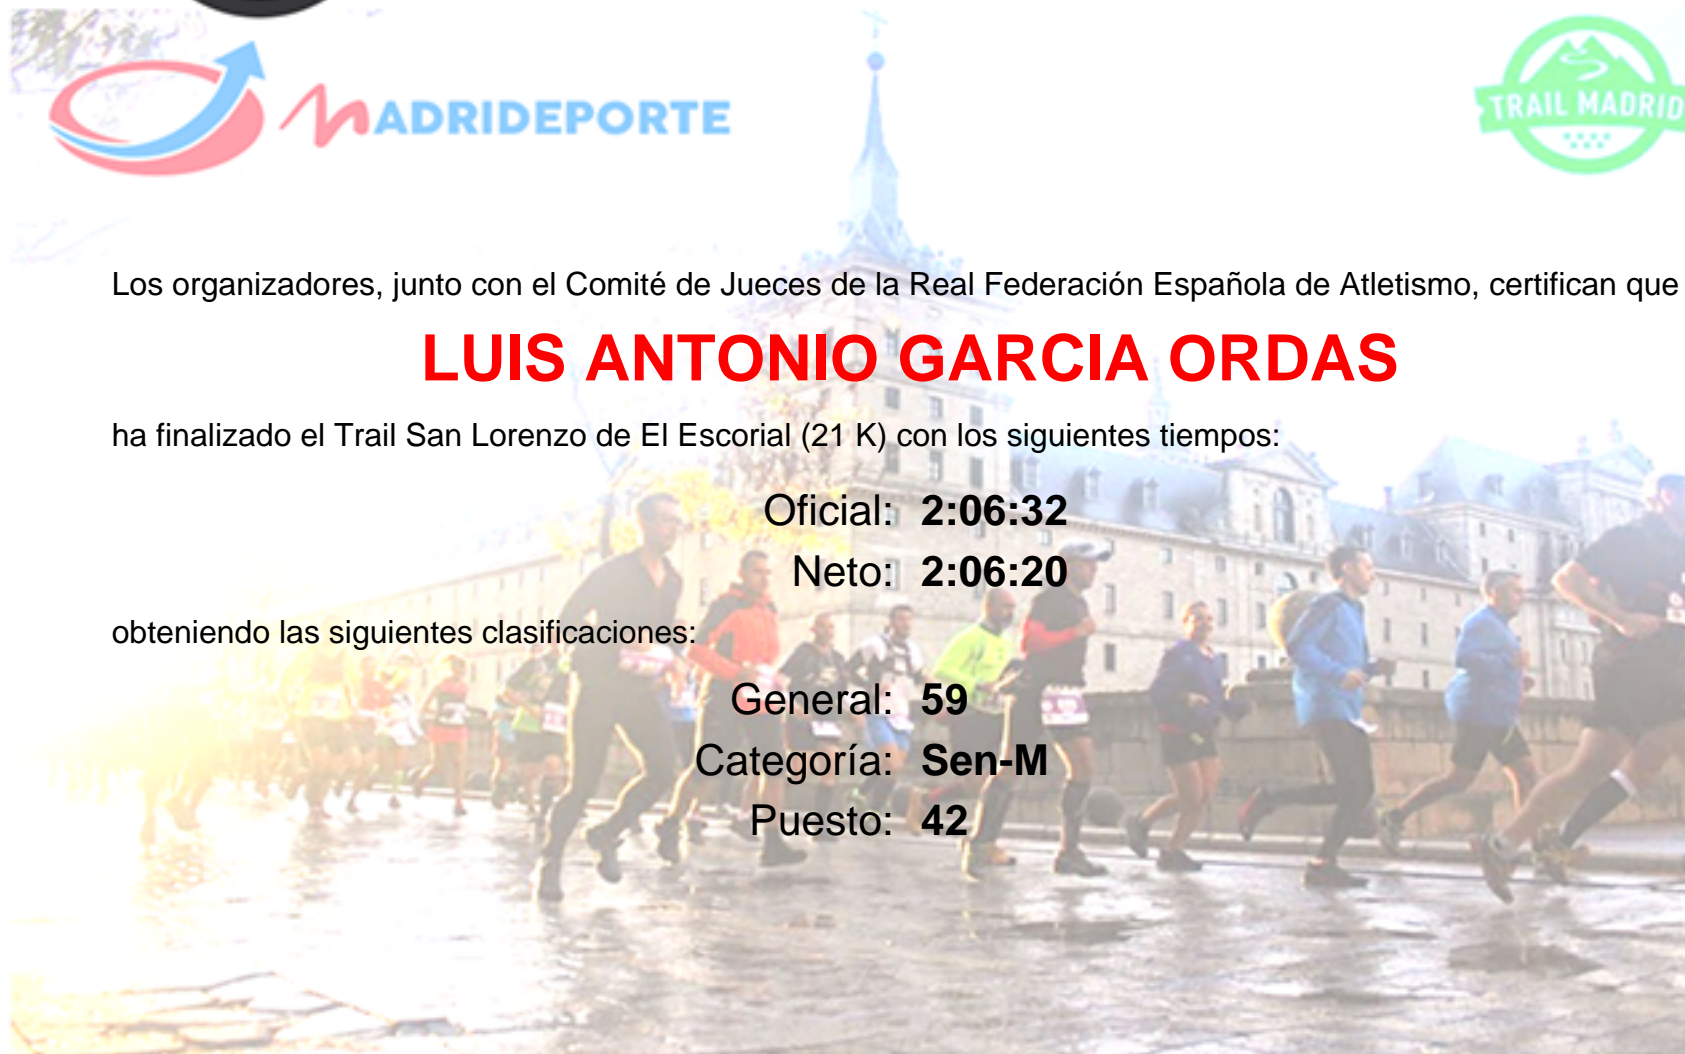 MADRIDEPORTE
TRAIL MADRID
Los organizadores, junto con el Comité de Jueces de la Real Federación Española de Atletismo, certifican que
LUIS ANTONIO GARCIA ORDAS
ha finalizado el Trail San Lorenzo de El Escorial (21 K) con los siguientes tiempos:
Oficial: 2:06:32
Neto: 2:06:20
obteniendo las siguientes clasificaciones:
General: 59
Categoría: Sen-M
Puesto: 42